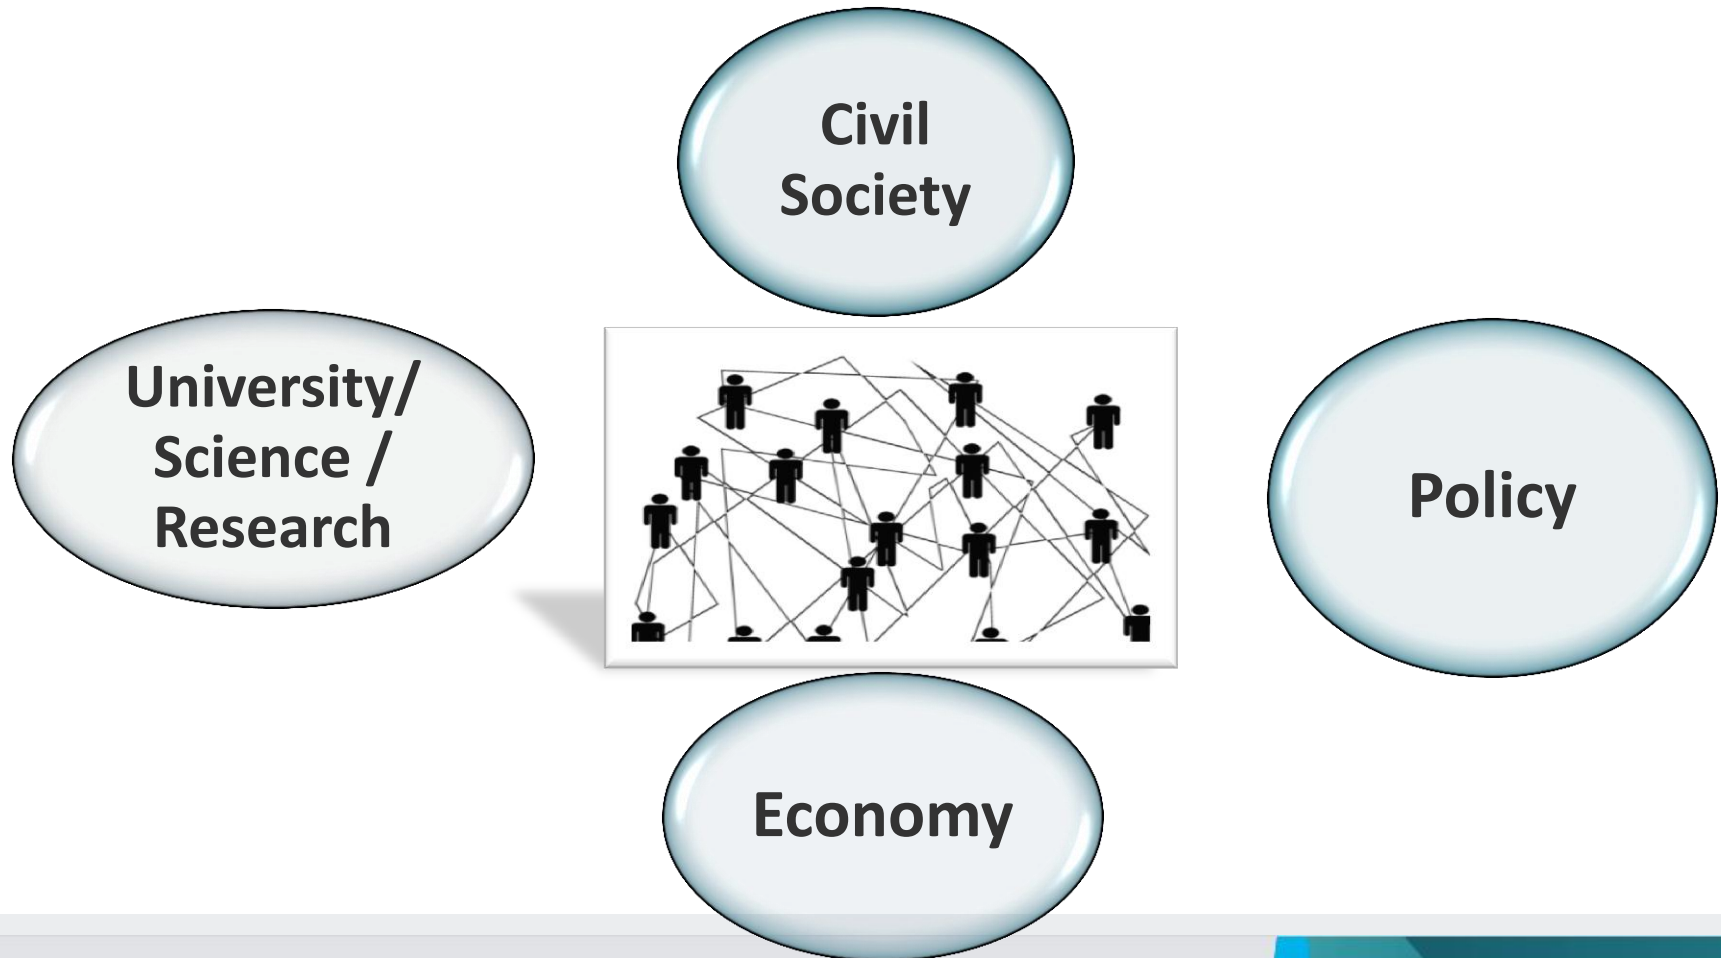 Civil
Society
University/
Science /
Research
Policy
Economy